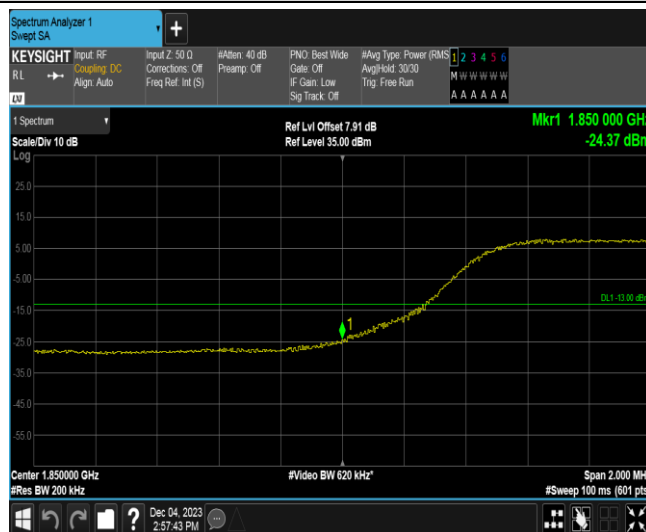 Spectrum Analyzer 1
Swept SA
KEYSIGHT Input: RF Input Z: 50 Ω #Atten: 40 dB PNO: Best Wide #Avg Type: Power (RMS 1 2 3 4 5 6
RL Coupling: DC Corrections: Off Preamp: Off Gate: Off Avg|Hold: 30/30 M W W W W W
Align: Auto Freq Ref: Int (S) IF Gain: Low Trig: Free Run
LXI Sig Track: Off A A A A A A
1 Spectrum Ref Lvl Offset 7.91 dB Mkr1 1.850 000 GHz
Scale/Div 10 dB Ref Level 35.00 dBm -24.37 dBm
Log
25.0
15.0
5.00
-5.00
DL1 -13.00 dBm
-15.0
1
-25.0
-35.0
-45.0
-55.0
Center 1.850000 GHz #Video BW 620 kHz* Span 2.000 MH
#Res BW 200 kHz #Sweep 100 ms (601 pts
? Dec 04, 2023
2:57:43 PM